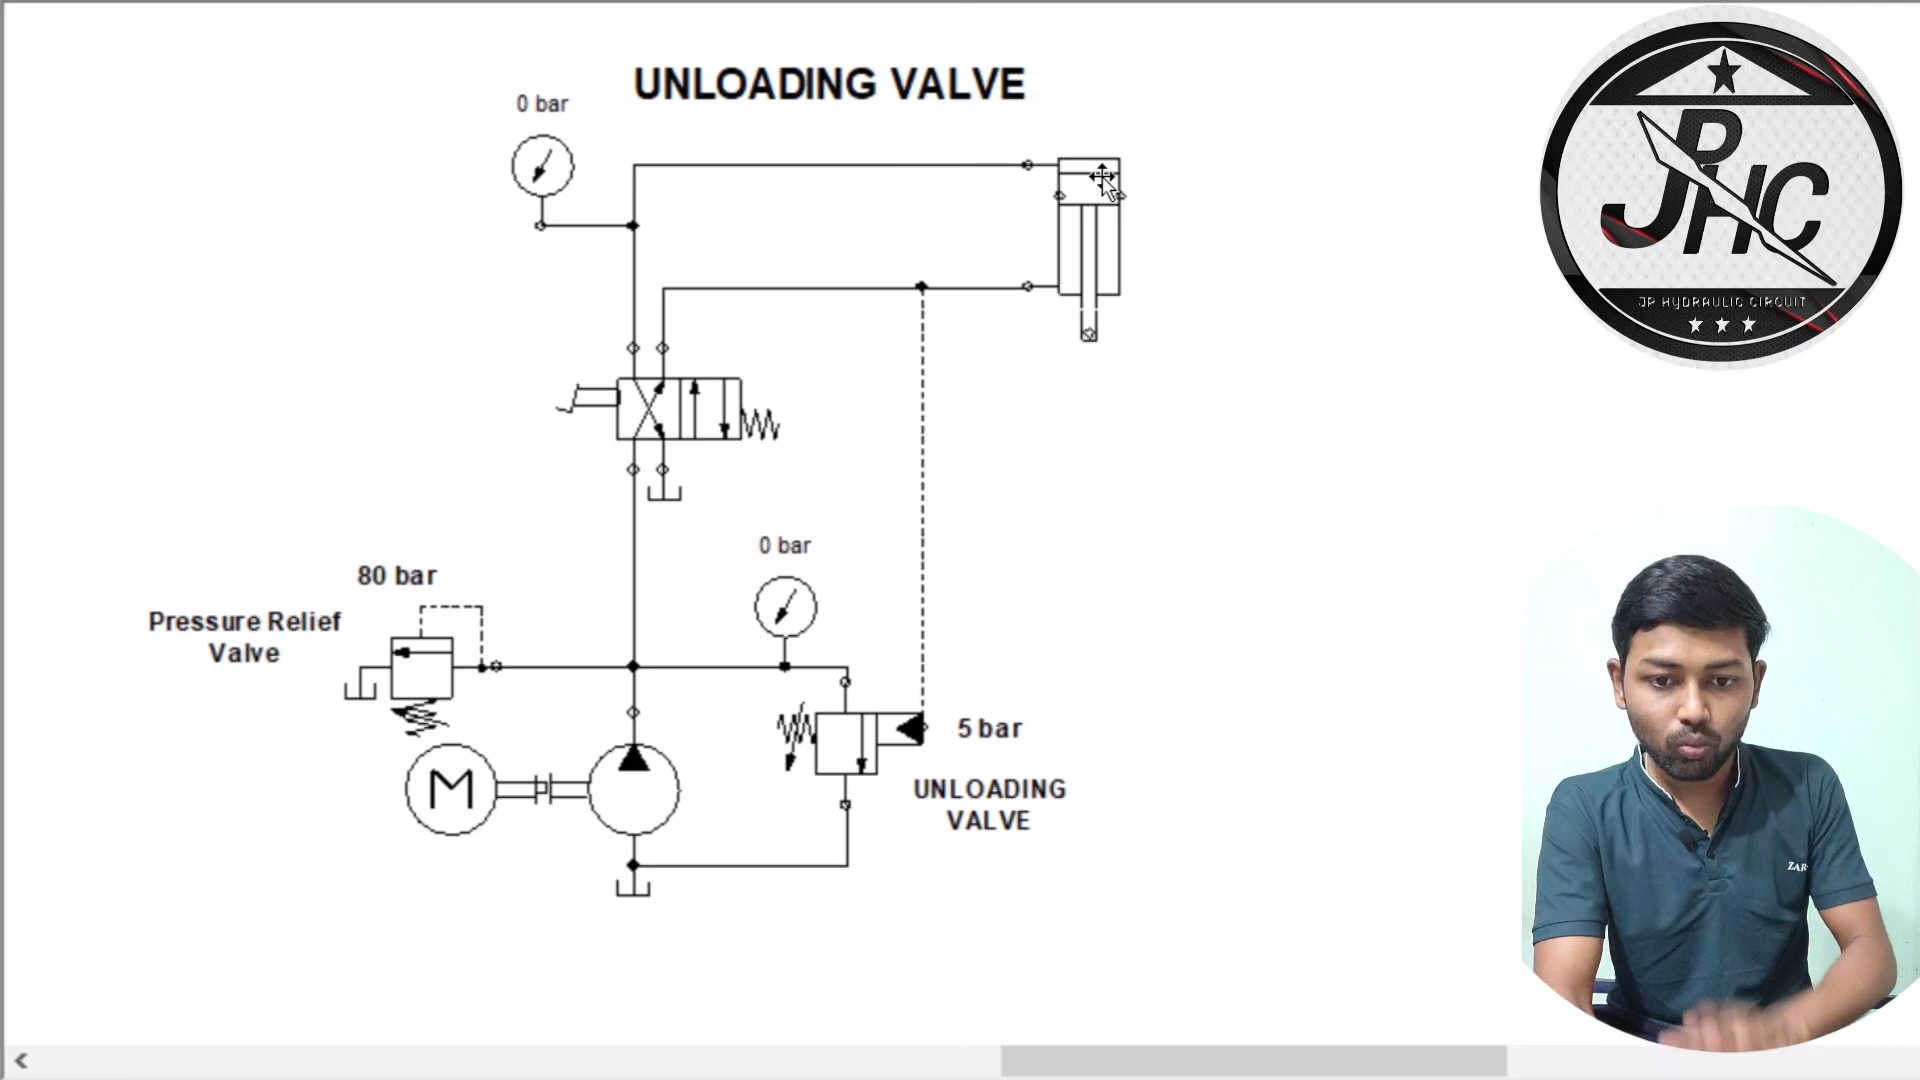 UNLOADING VALVE
0 bar
JPHC
JP HYDRAULIC CIRCUIT
0 bar
80 bar
Pressure Relief
Valve
5 bar
M
UNLOADING
VALVE
ZAR